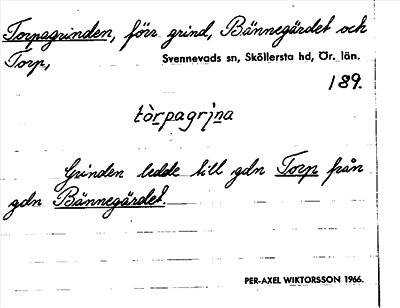 Torpagrinden, förr grind, Bännegärdet och
Torp, Svennevads sn, Sköllersta hd, Ör. län.
189.
tòrpagrįna
Grinden ledde till gdn Torp från
gdn Bännegärdet.
PER-AXEL WIKTORSSON 1966.